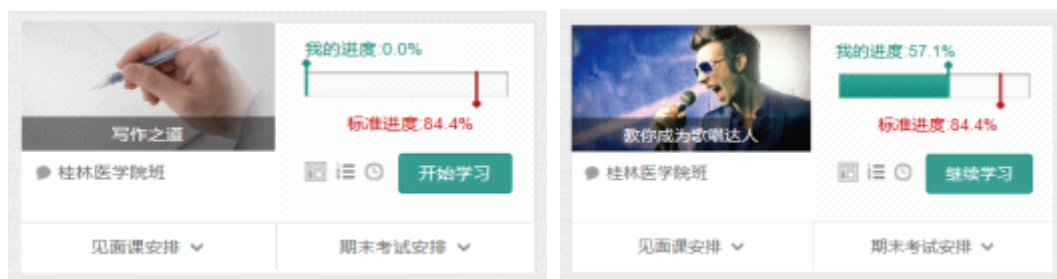 我的进度:0.0%
标准进度:84.4%
写作之道
桂林医学院班
开始学习
见面课安排
期末考试安排
我的进度:57.1%
标准进度:84.4%
教你成为歌唱达人
桂林医学院班
继续学习
见面课安排
期末考试安排